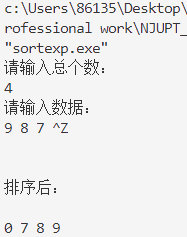 c:\Users\86135\Desktop\
rofessional work\NJUPT_
"sortexp.exe"
请输入总个数：
4
请输入数据：
9 8 7 ^Z
排序后：
0 7 8 9